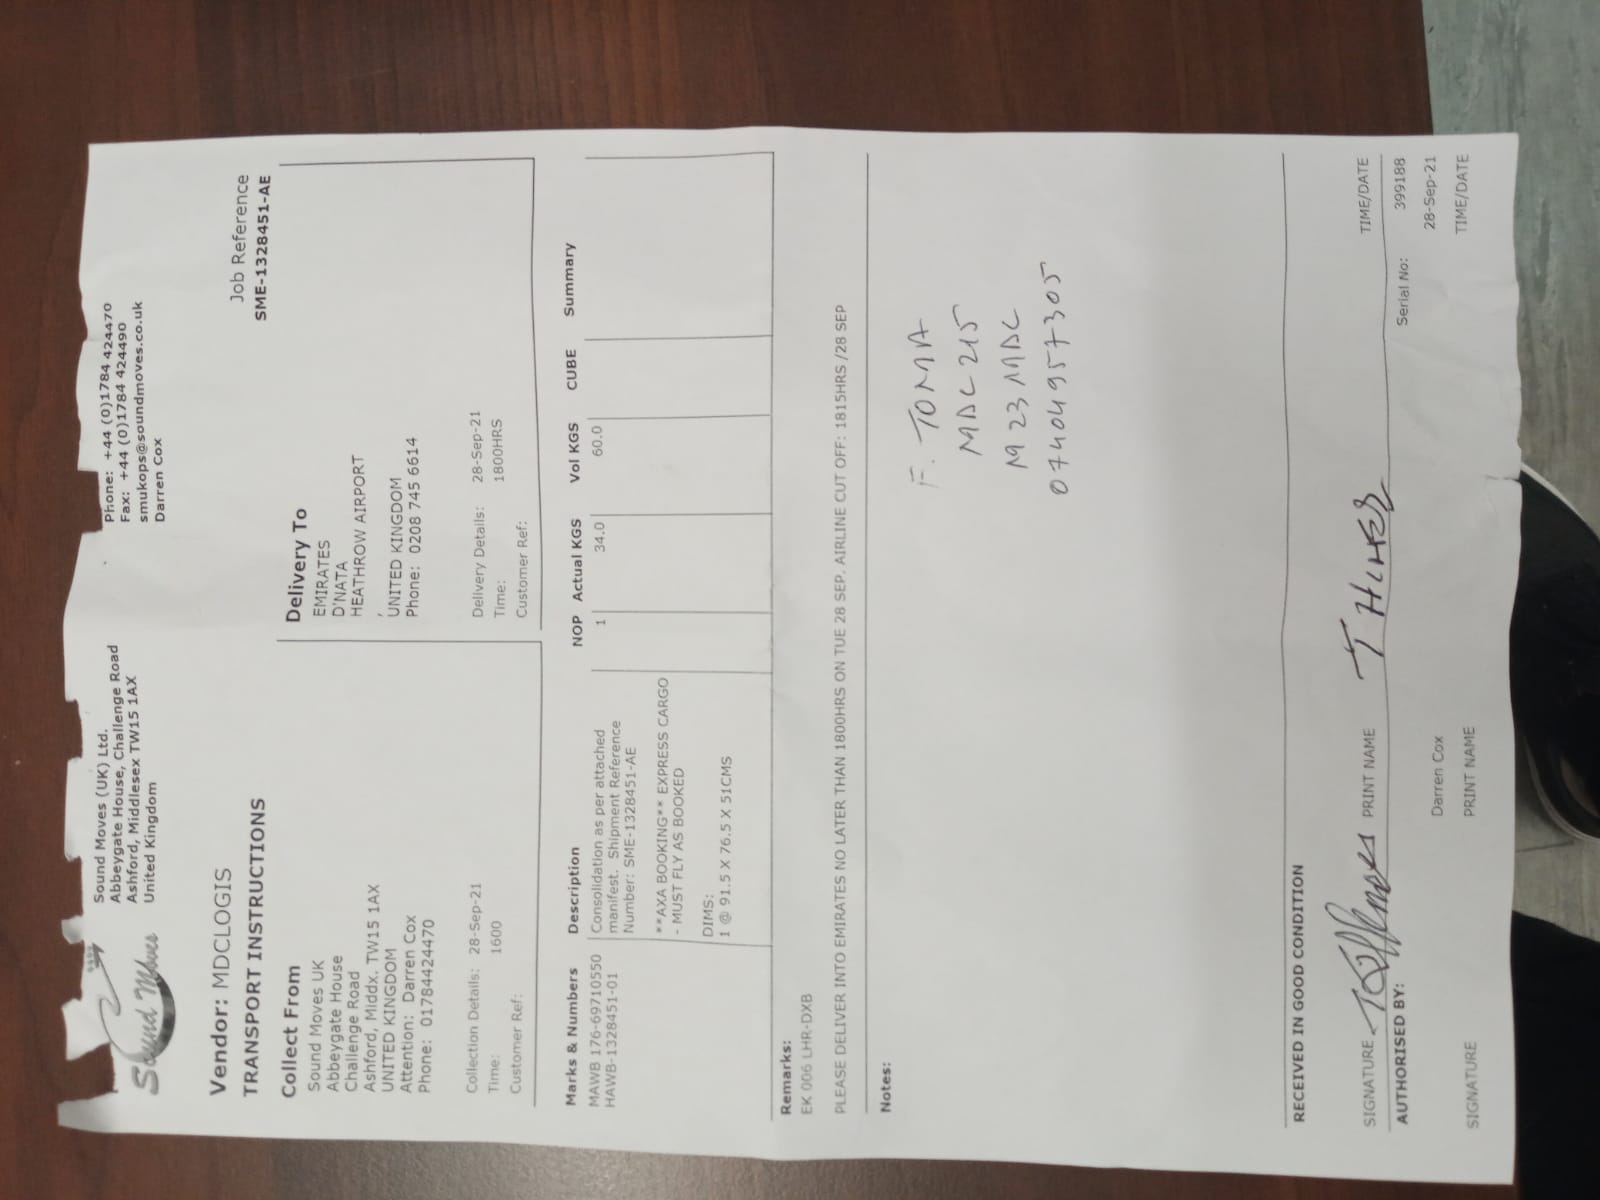 Sound Moves
Sound Moves (UK) Ltd.
Abbeygate House, Challenge Road
Ashford, Middlesex TW15 1AX
United Kingdom
Phone: +44 (0)1784 424470
Fax: +44 (0)1784 424490
smukops@soundmoves.co.uk
Darren Cox
Vendor: MDCLOGIS
TRANSPORT INSTRUCTIONS
Job Reference
SME-1328451-AE
Collect From
Sound Moves UK
Abbeygate House
Challenge Road
Ashford, Middx. TW15 1AX
UNITED KINGDOM
Attention: Darren Cox
Phone: 01784424470
Collection Details: 28-Sep-21
Time: 1600
Customer Ref:
Delivery To
EMIRATES
D'NATA
HEATHROW AIRPORT
,
UNITED KINGDOM
Phone: 0208 745 6614
Delivery Details: 28-Sep-21
Time: 1800HRS
Customer Ref:
Marks & Numbers Description NOP Actual KGS Vol KGS CUBE Summary
MAWB 176-69710550
HAWB-1328451-01
Consolidation as per attached
manifest. Shipment Reference
Number: SME-1328451-AE
**AXA BOOKING** EXPRESS CARGO
- MUST FLY AS BOOKED
DIMS:
1 @ 91.5 X 76.5 X 51CMS
1 34.0 60.0
Remarks:
EK 006 LHR-DXB
PLEASE DELIVER INTO EMIRATES NO LATER THAN 1800HRS ON TUE 28 SEP. AIRLINE CUT OFF: 1815HRS /28 SEP
Notes:
F. TOMA
MDC 215
M23 MDC
07404957305
RECEIVED IN GOOD CONDITION
SIGNATURE PRINT NAME TIME/DATE
AUTHORISED BY: Serial No: 399188
Darren Cox 28-Sep-21
SIGNATURE PRINT NAME TIME/DATE